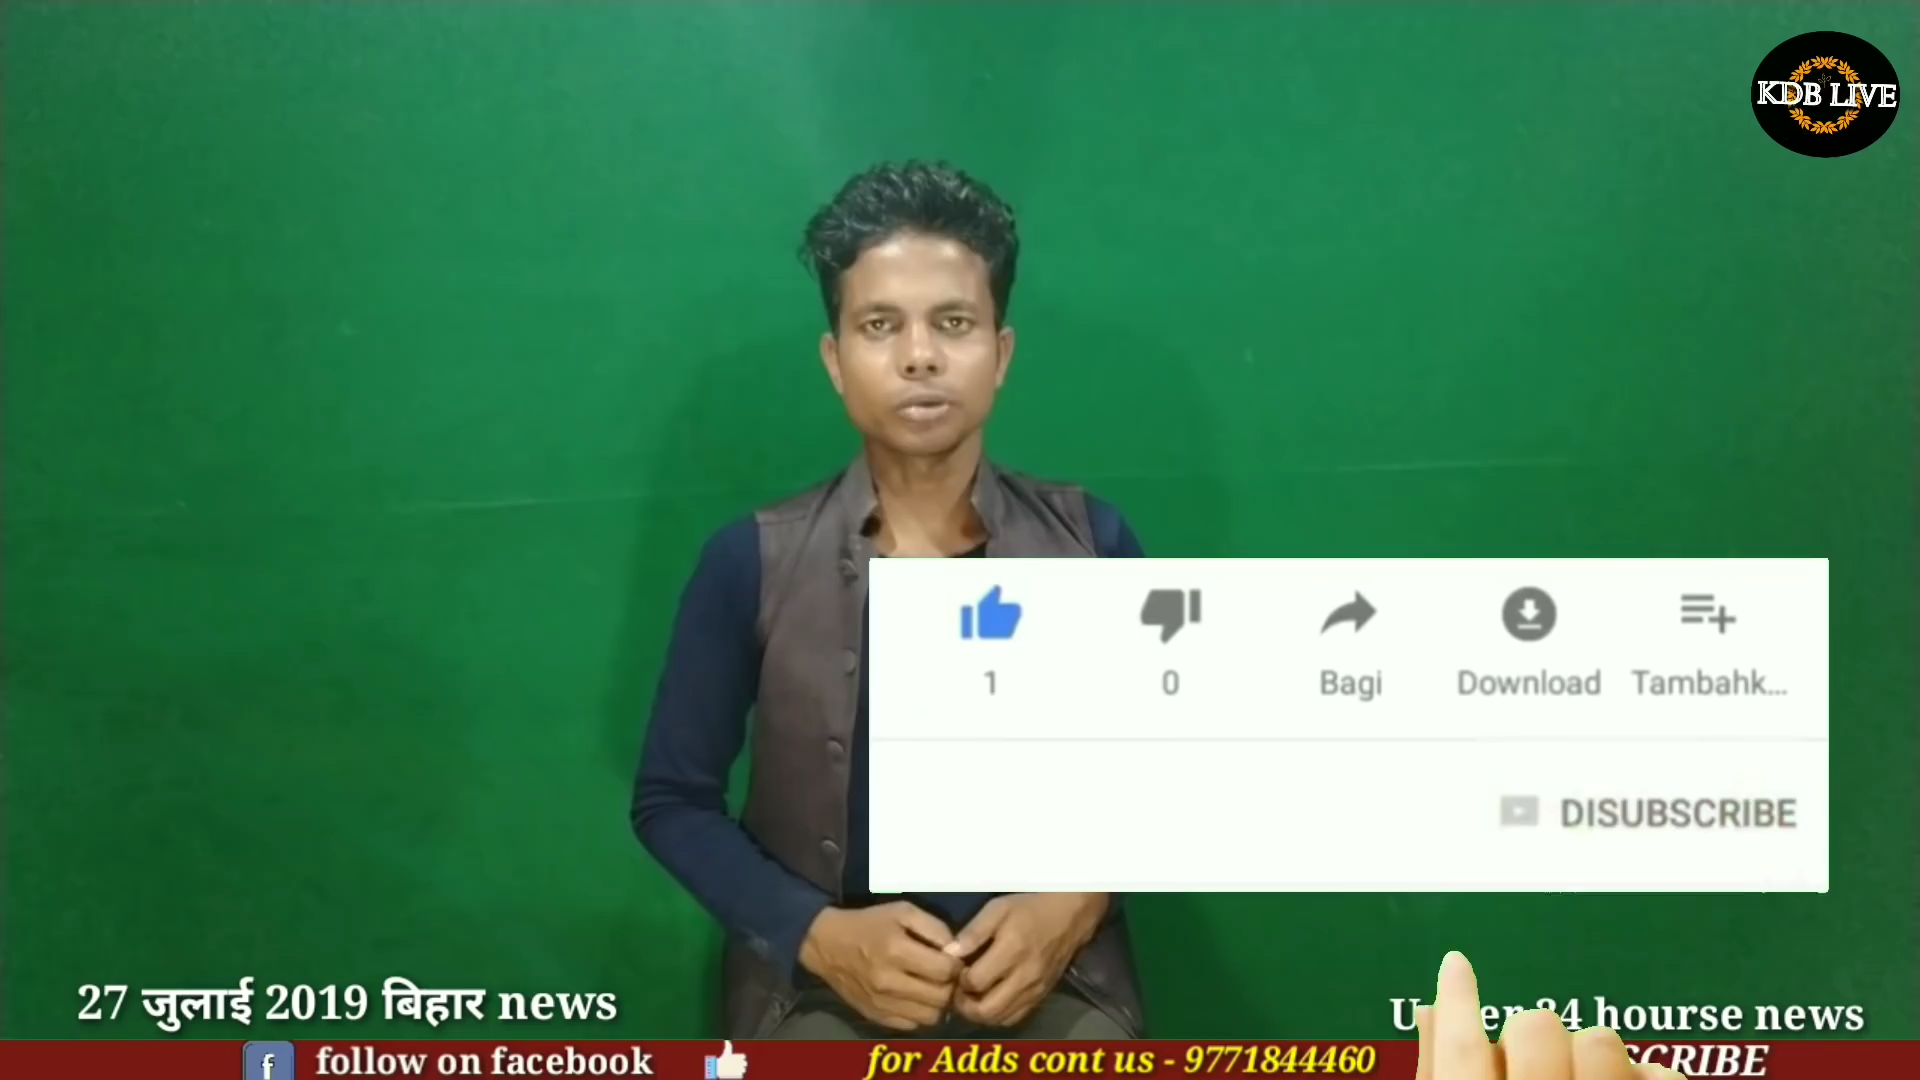 KDB LIVE
1
0
Bagi
Download
Tambahk...
DISUBSCRIBE
27 जुलाई 2019 बिहार news
24 hourse news
f
follow on facebook
for Adds cont us - 9771844460